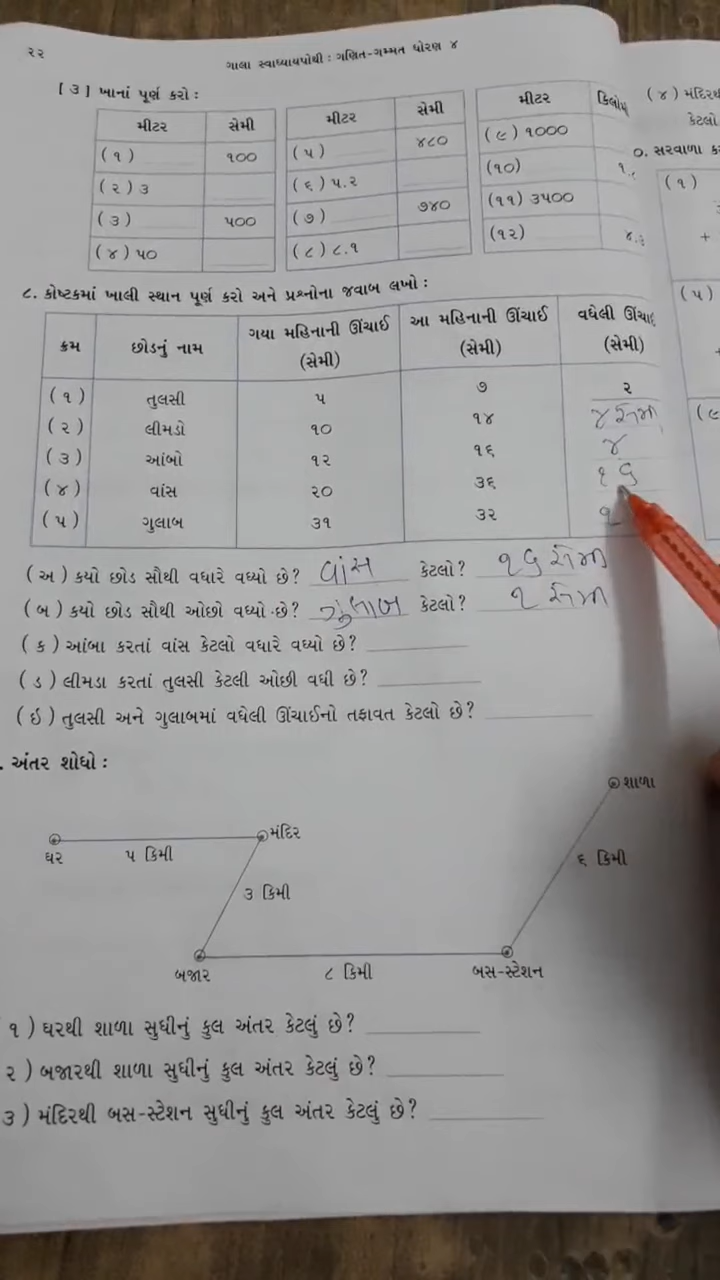 ૨૨
ગાલા સ્વાધ્યાયપોથી : ગણિત-ગમ્મત ધોરણ ૪
[ ૩ ] ખાનાં પૂર્ણ કરો :
મીટર સેમી મીટર સેમી મીટર
( ૧ ) ૧૦૦ ( ૫ ) ૪૮૦ ( ૯ ) ૧૦૦૦
( ૨ ) ૩ ( ૬ ) ૫.૨ ( ૧૦ )
( ૩ ) ૫૦૦ ( ૭ ) ૭૪૦ ( ૧૧ ) ૩૫૦૦
( ૪ ) ૫૦ ( ૮ ) ૮.૧ ( ૧૨ )
૮. કોષ્ટકમાં ખાલી સ્થાન પૂર્ણ કરો અને પ્રશ્નોના જવાબ લખો :
ક્રમ છોડનું નામ ગયા મહિનાની ઊંચાઈ (સેમી) આ મહિનાની ઊંચાઈ (સેમી) વધેલી (સેમી)
( ૧ ) તુલસી ૫ ૭ ૨
( ૨ ) લીમડો ૧૦ ૧૪ ૪ સેમી
( ૩ ) આંબો ૧૨ ૧૬ ૪
( ૪ ) વાંસ ૨૦ ૩૬ ૧૬
( ૫ ) ગુલાબ ૩૧ ૩૨ ૧
( અ ) કયો છોડ સૌથી વધારે વધ્યો છે? વાંસ કેટલો? ૧૬ સેમી
( બ ) કયો છોડ સૌથી ઓછો વધ્યો છે? ગુલાબ કેટલો? ૧ સેમી
( ક ) આંબા કરતાં વાંસ કેટલો વધારે વધ્યો છે?
( ડ ) લીમડા કરતાં તુલસી કેટલી ઓછી વધી છે?
( ઇ ) તુલસી અને ગુલાબમાં વધેલી ઊંચાઈનો તફાવત કેટલો છે?
. અંતર શોધો :
શાળા
મંદિર
ઘર ૫ કિમી
૬ કિમી
૩ કિમી
બજાર ૮ કિમી બસ-સ્ટેશન
૧ ) ઘરથી શાળા સુધીનું કુલ અંતર કેટલું છે?
૨ ) બજારથી શાળા સુધીનું કુલ અંતર કેટલું છે?
૩ ) મંદિરથી બસ-સ્ટેશન સુધીનું કુલ અંતર કેટલું છે?
( ૪ )
કેટલો
૦. સરવાળા
( ૧ )
+
( ૫ )